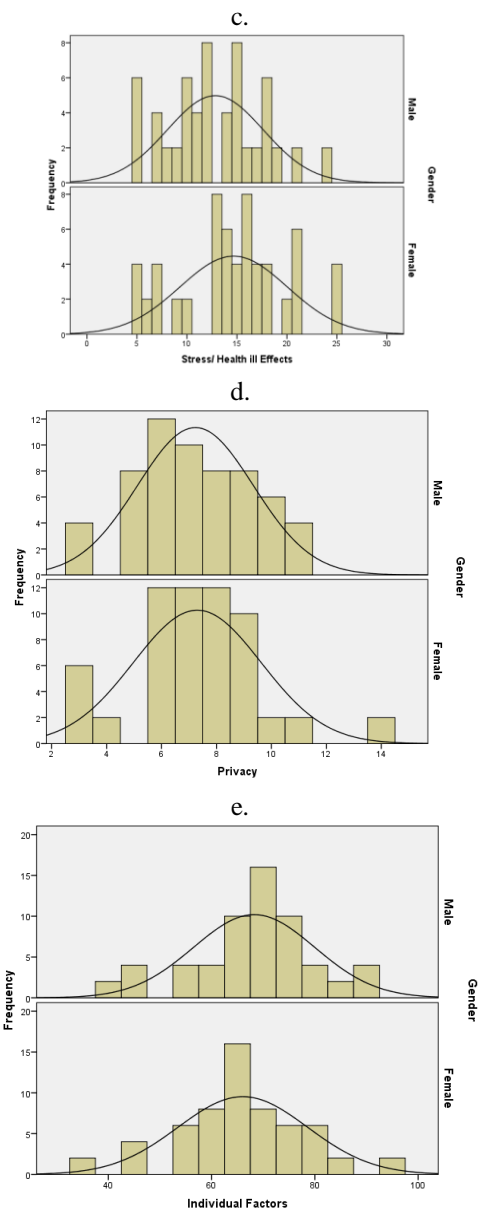 c.
8
6
4
2
0
Male
8
6
4
2
0
Female
Frequency
Gender
0 5 10 15 20 25 30
Stress/ Health ill Effects
d.
12
10
8
6
4
2
0
Male
12
10
8
6
4
2
0
Female
Frequency
Gender
2 4 6 8 10 12 14
Privacy
e.
20
15
10
5
0
Male
20
15
10
5
0
Female
Frequency
Gender
40 60 80 100
Individual Factors